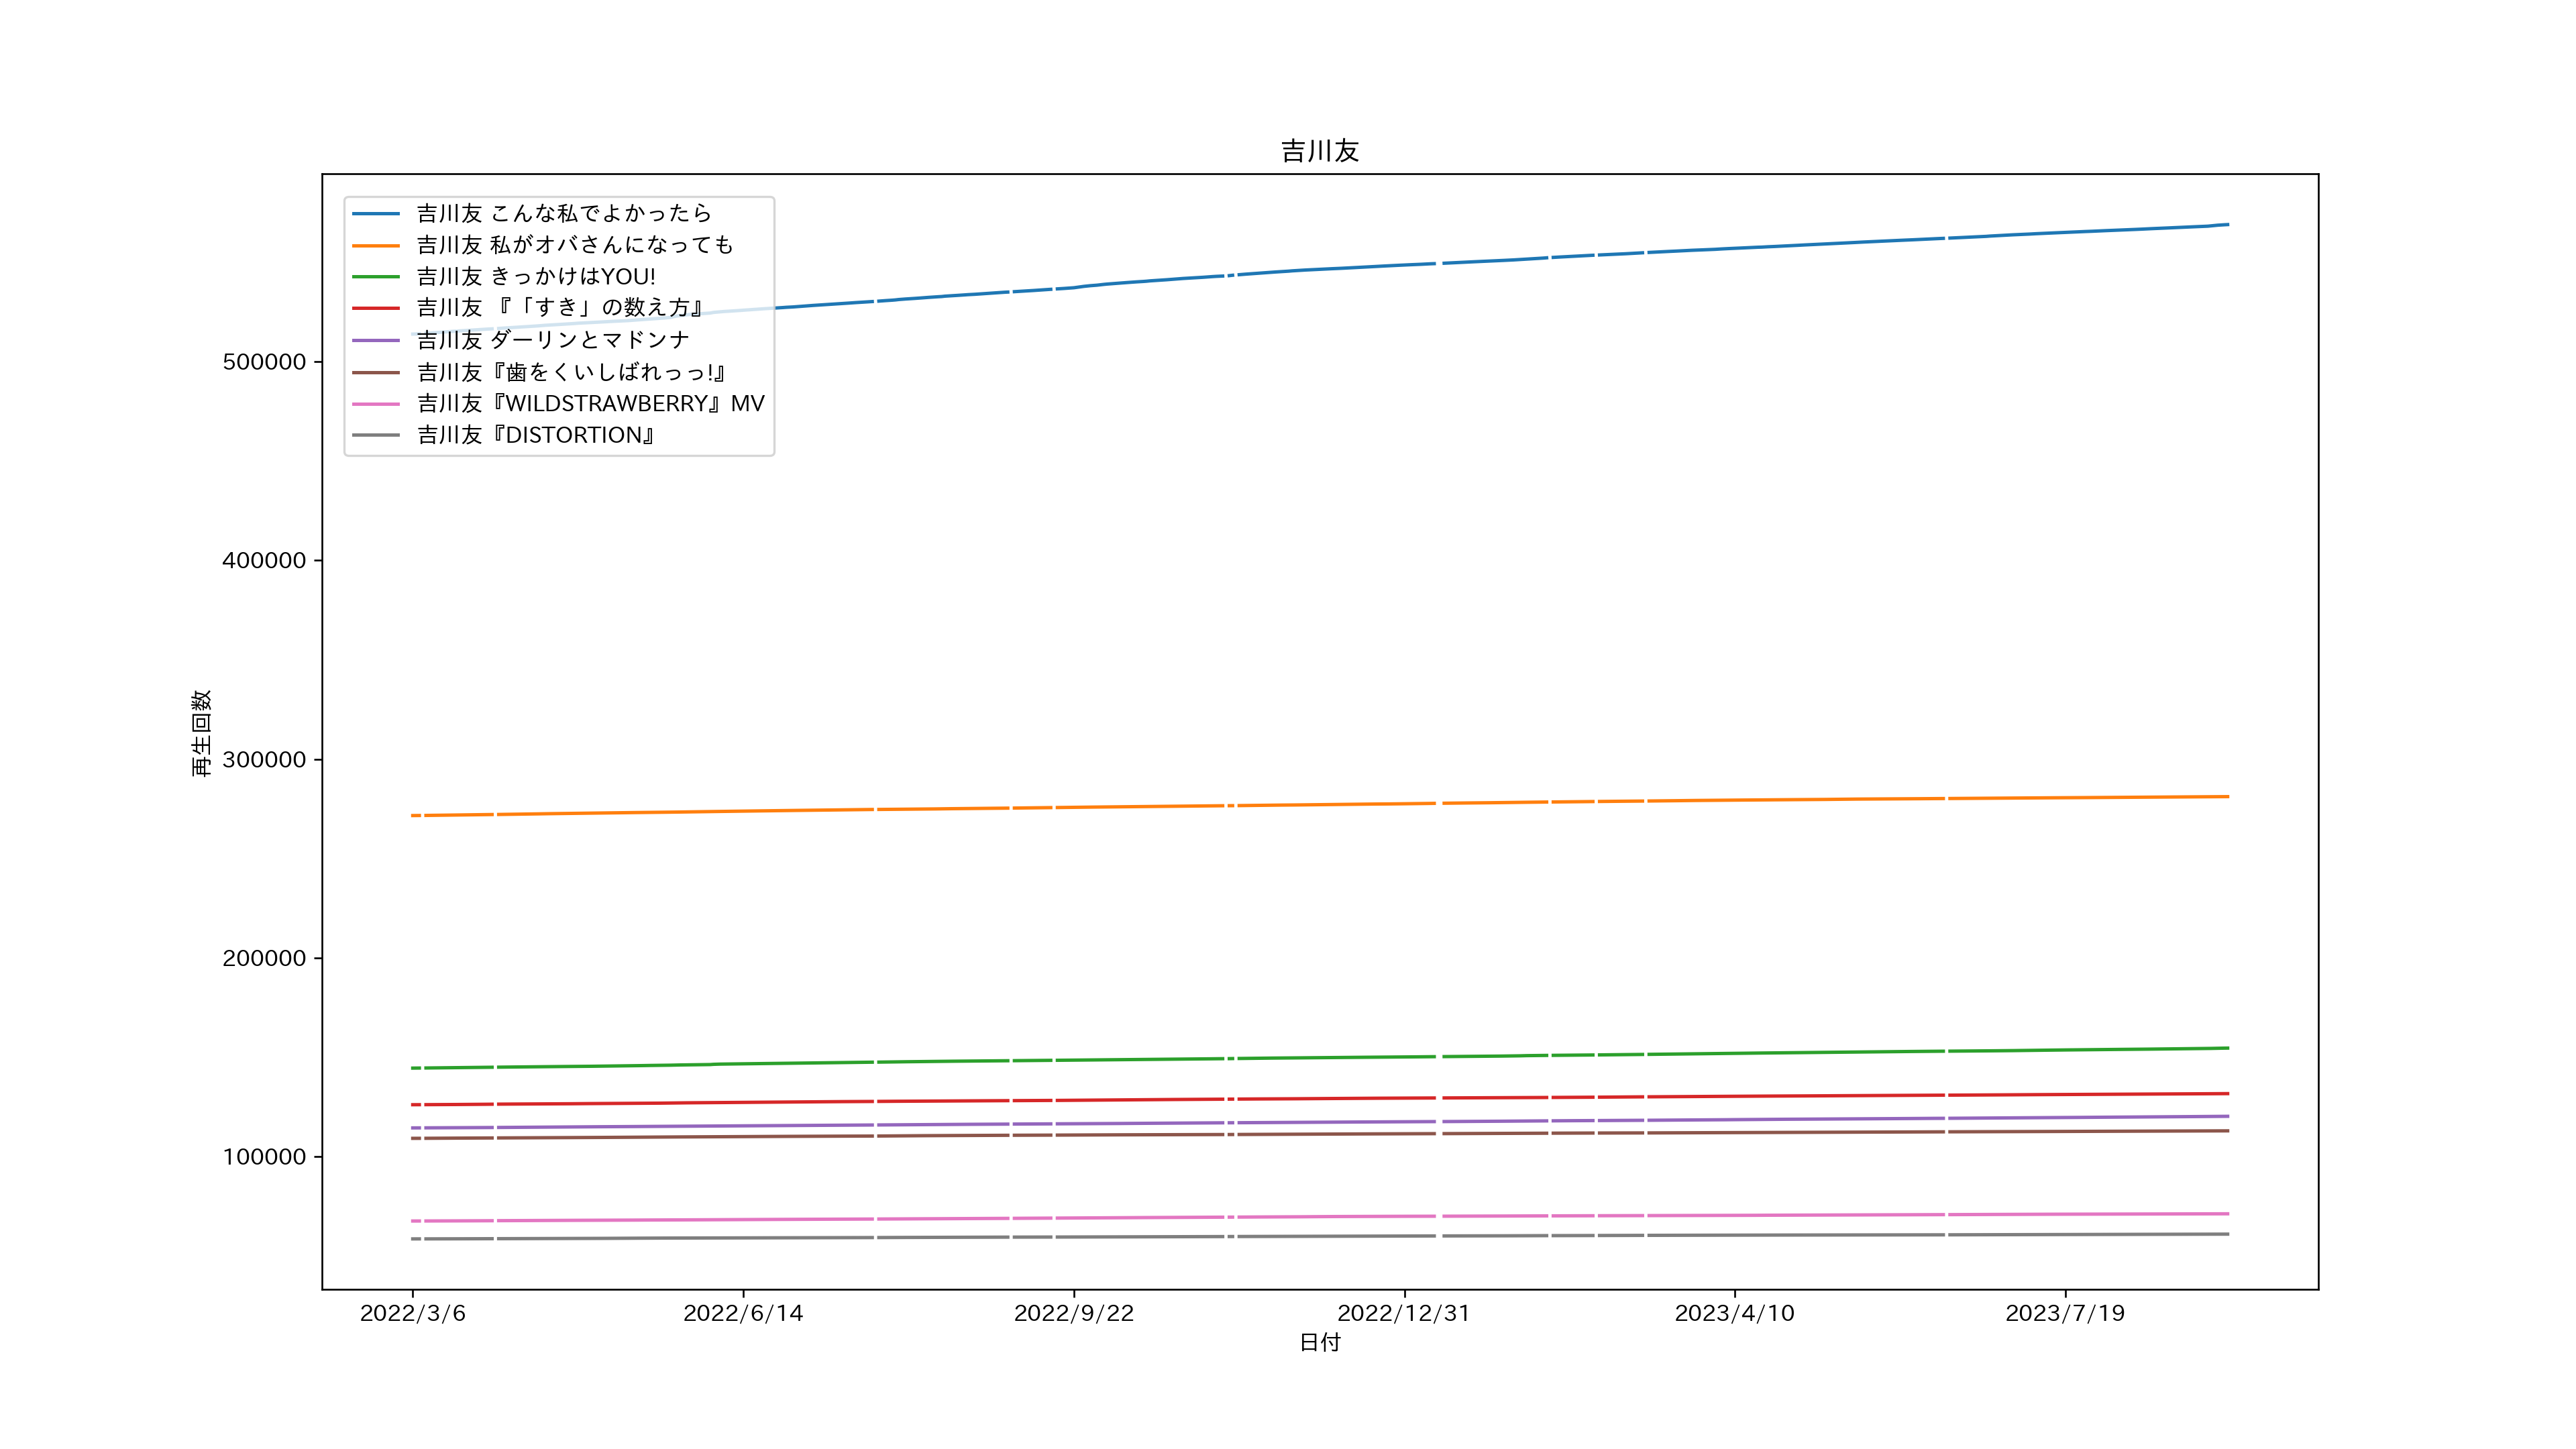 吉川友
吉川友 こんな私でよかったら
吉川友 私がオバさんになっても
吉川友 きっかけはYOU!
吉川友 『「すき」の数え方』
吉川友 ダーリンとマドンナ
吉川友『歯をくいしばれっっ!』
吉川友『WILDSTRAWBERRY』MV
吉川友『DISTORTION』
再生回数
500000
400000
300000
200000
100000
2022/3/6
2022/6/14
2022/9/22
2022/12/31
2023/4/10
2023/7/19
日付